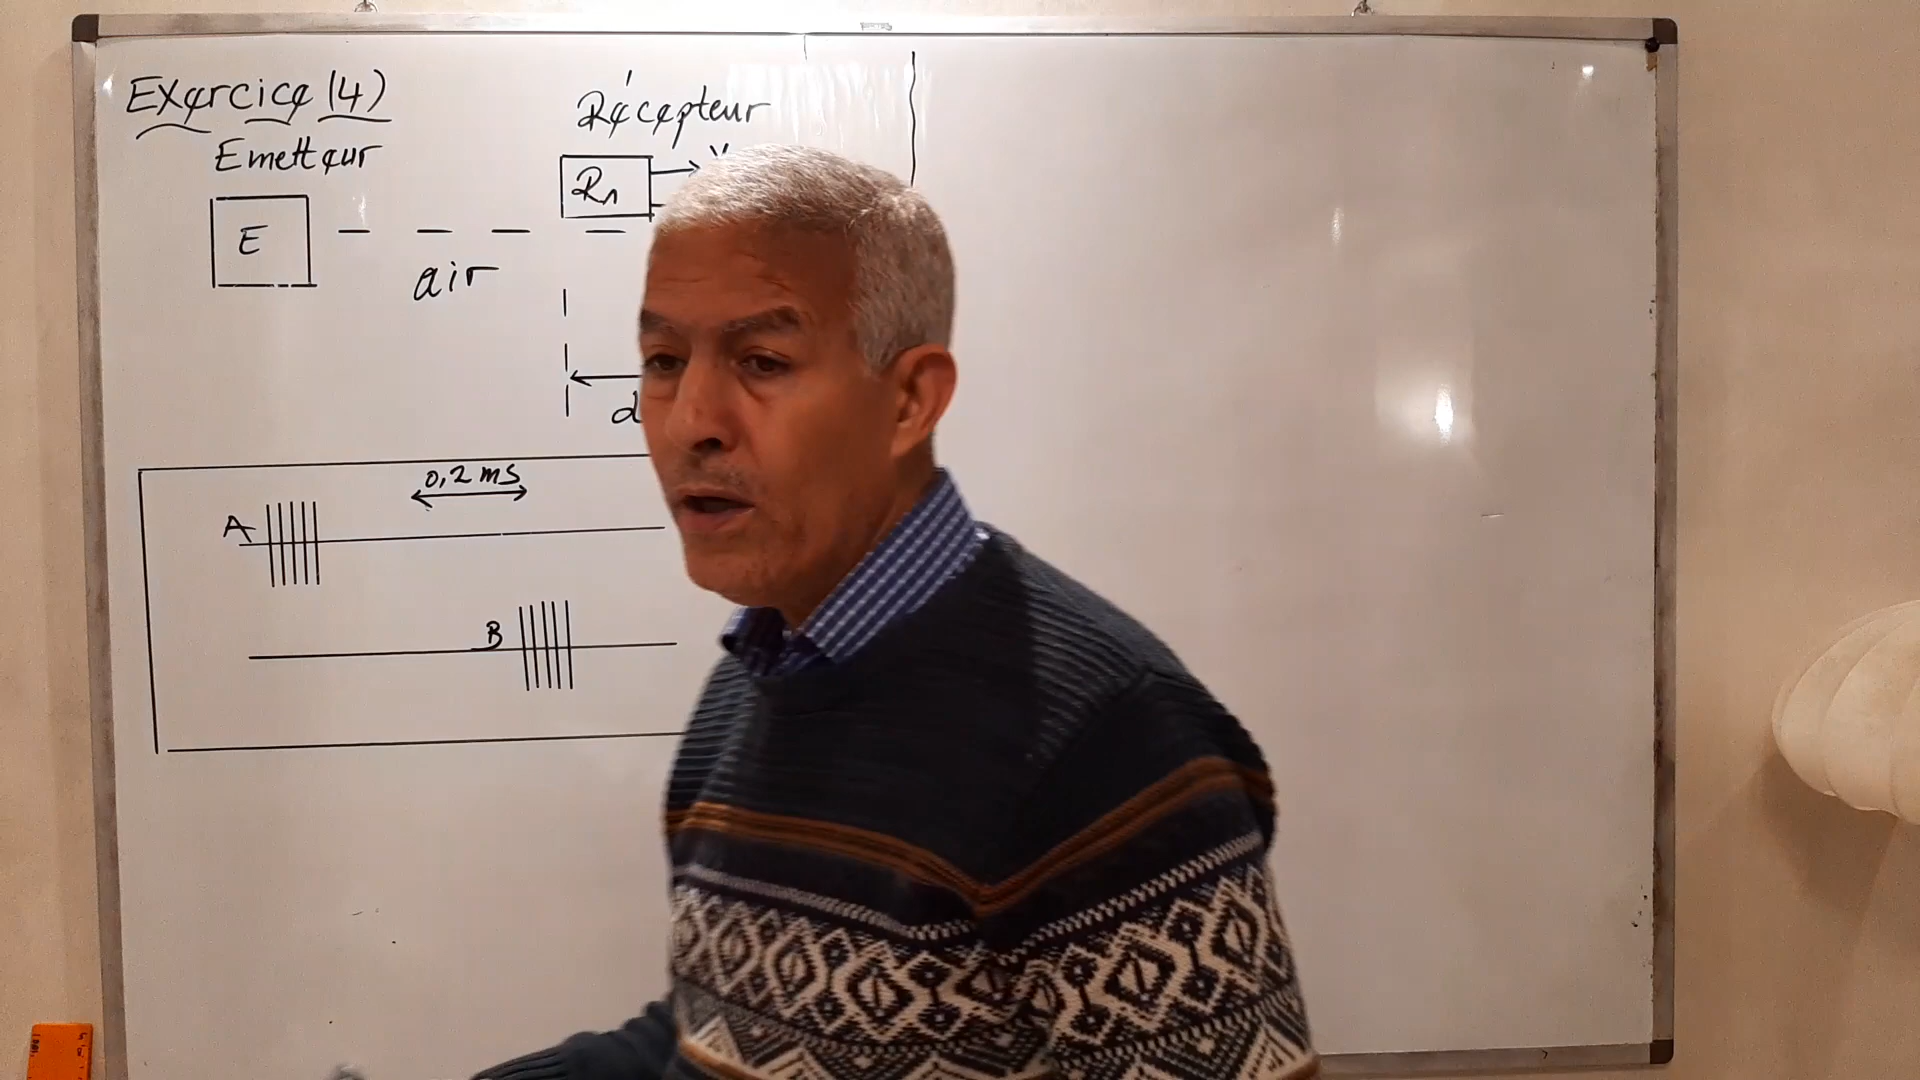 Exercice (4)
Emetteur
Récepteur
R1
E
air
d
0,2 ms
A
B